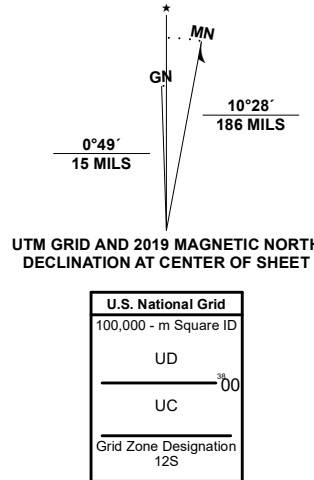 ★
MN
GN
10°28´
186 MILS
0°49´
15 MILS
UTM GRID AND 2019 MAGNETIC NORTH
DECLINATION AT CENTER OF SHEET
U.S. National Grid
100,000 - m Square ID
UD
38 00
UC
Grid Zone Designation
12S